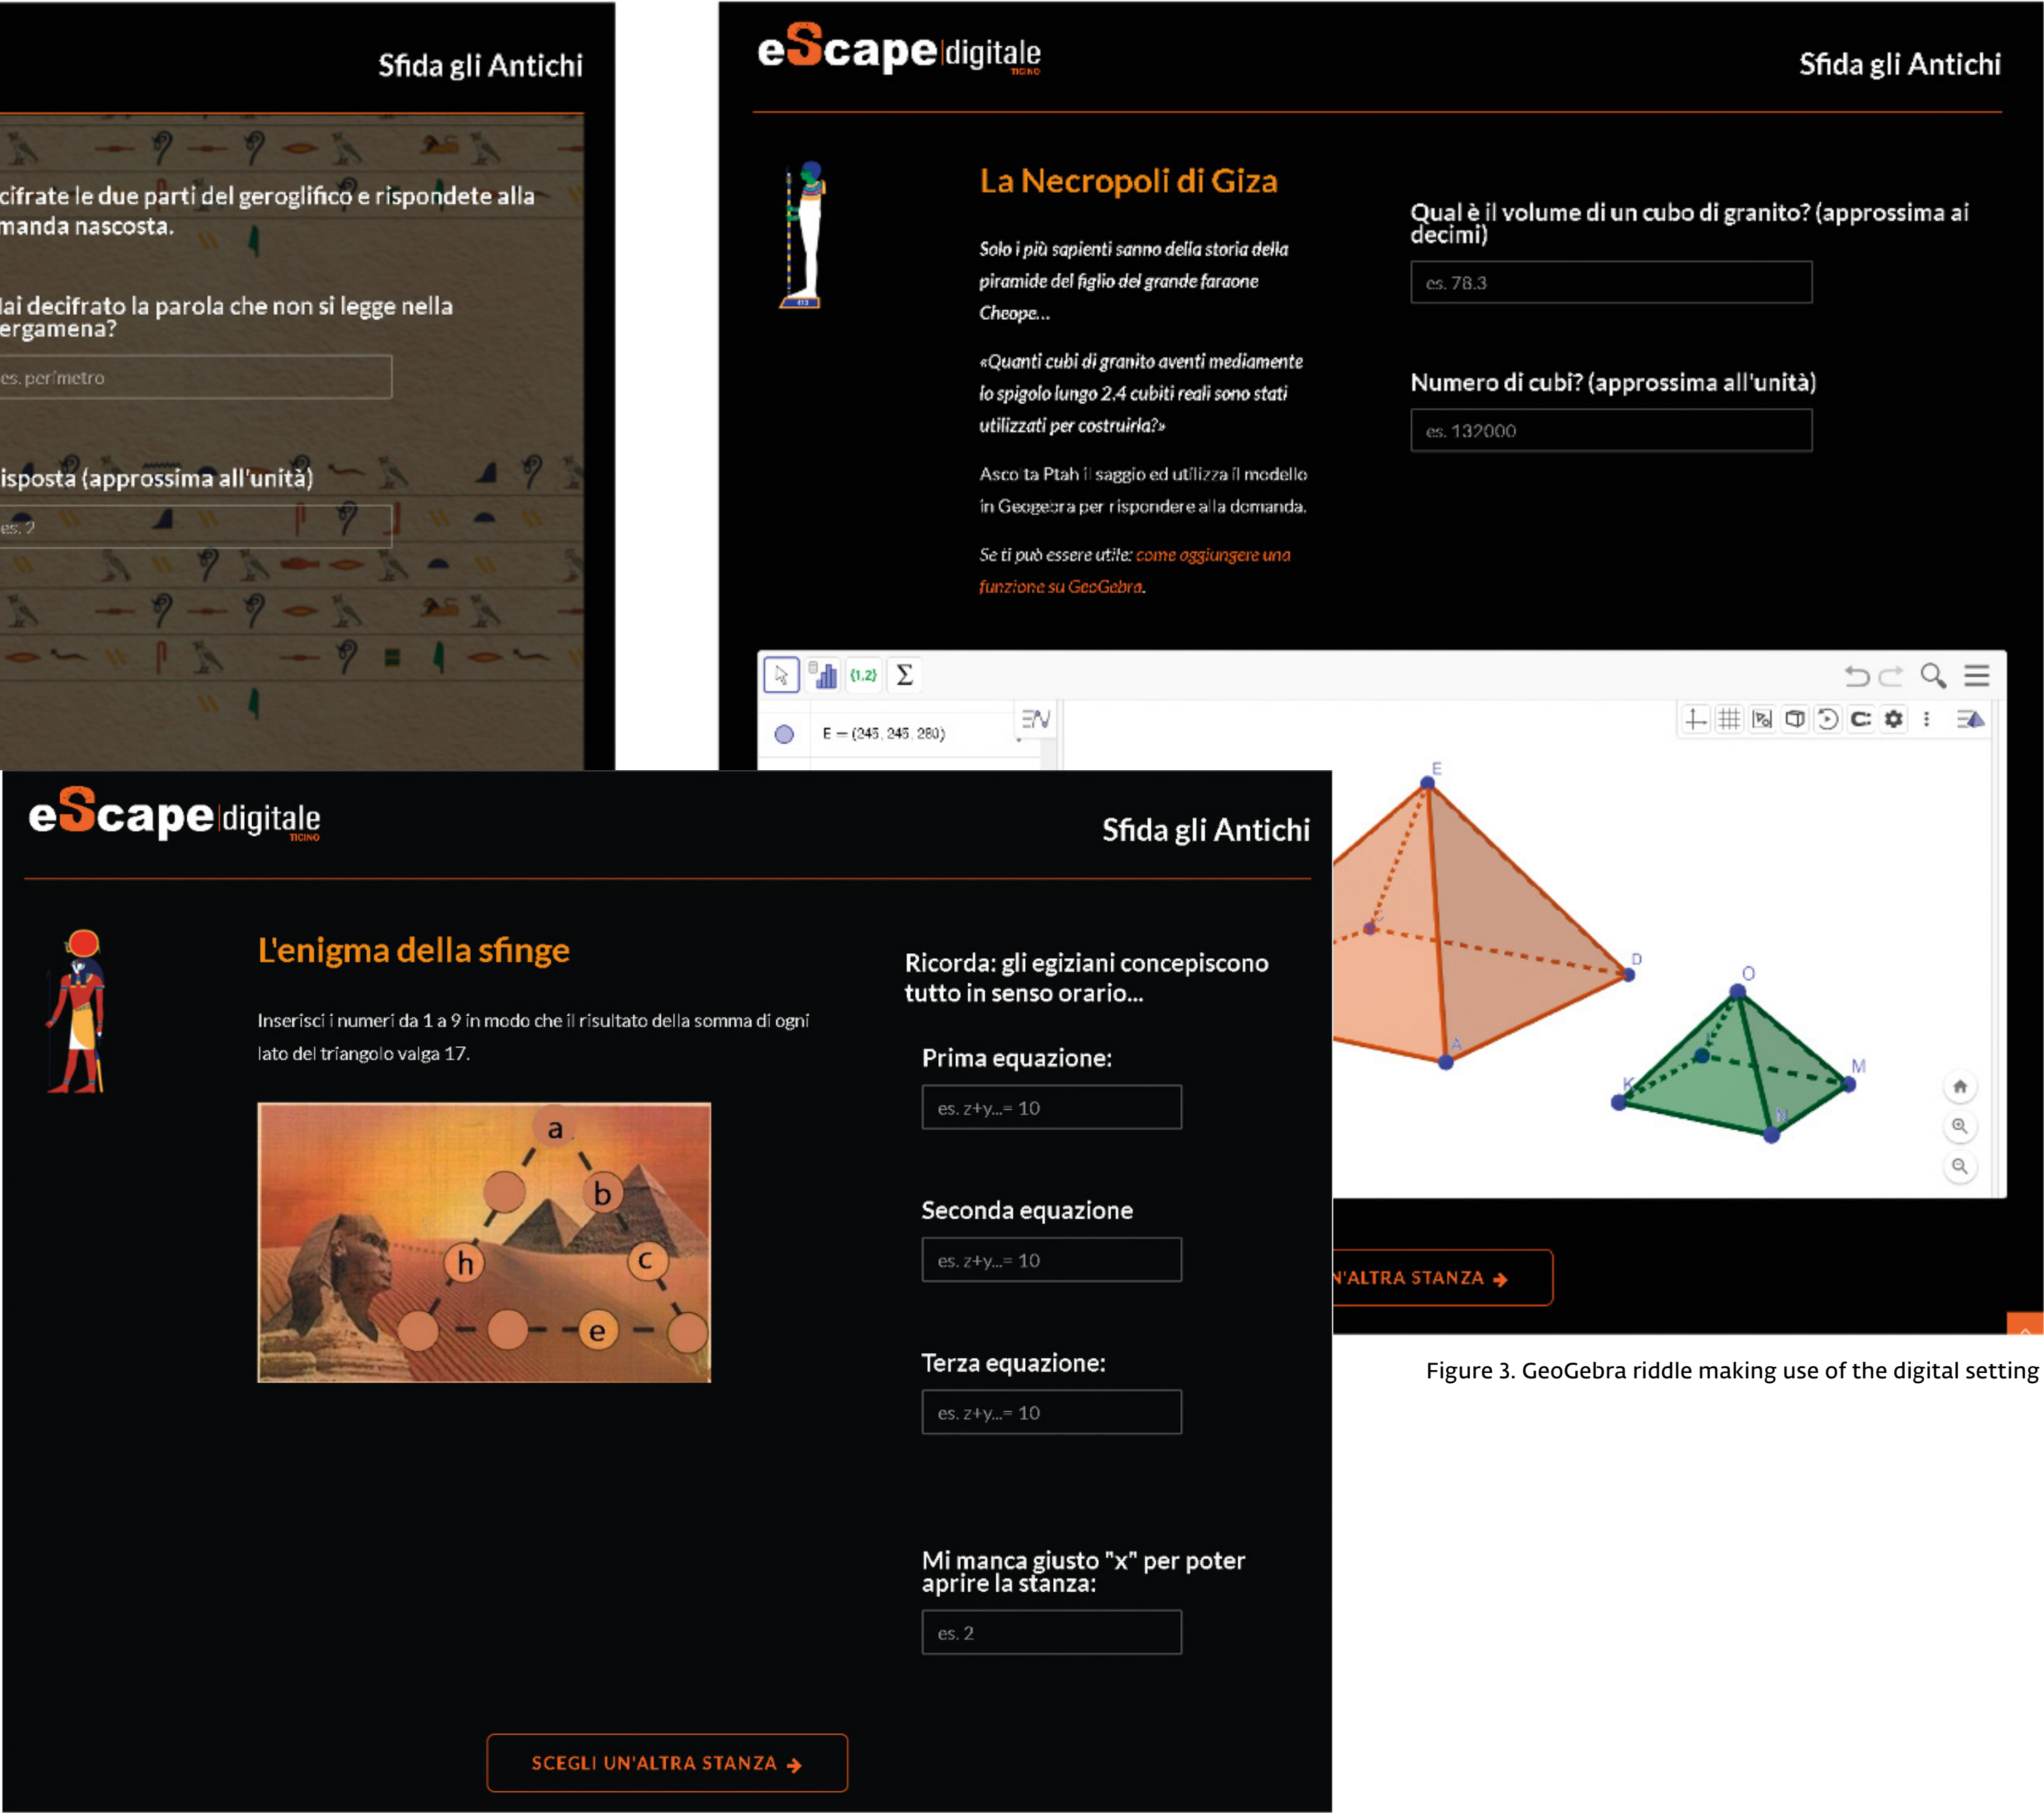 Sfida gli Antichi
cifrate le due parti del geroglifico e rispondete alla
manda nascosta.
ai decifrato la parola che non si legge nella
ergamena?
es. perimetro
isposta (approssima all'unità)
es. 2
eScape digitale
TICINO
Sfida gli Antichi
La Necropoli di Giza
Solo i più sapienti sanno della storia della
piramide del figlio del grande faraone
Cheope...
«Quanti cubi di granito aventi mediamente
lo spigolo lungo 2,4 cubiti reali sono stati
utilizzati per costruirla?»
Ascolta Ptah il saggio ed utilizza il modello
in Geogebra per rispondere alla domanda.
Se ti può essere utile: come aggiungere una
funzione su GeoGebra.
Qual è il volume di un cubo di granito? (approssima ai
decimi)
es. 78.3
Numero di cubi? (approssima all'unità)
es. 132000
{1,2} Σ
E = (245, 245, 280)
E
D
A
O
K
M
N
N'ALTRA STANZA
Figure 3. GeoGebra riddle making use of the digital setting
eScape digitale
TICINO
Sfida gli Antichi
L'enigma della sfinge
Inserisci i numeri da 1 a 9 in modo che il risultato della somma di ogni
lato del triangolo valga 17.
a
b
h
c
e
Ricorda: gli egiziani concepiscono
tutto in senso orario...
Prima equazione:
es. z+y...= 10
Seconda equazione
es. z+y...= 10
Terza equazione:
es. z+y...= 10
Mi manca giusto "x" per poter
aprire la stanza:
es. 2
SCEGLI UN'ALTRA STANZA